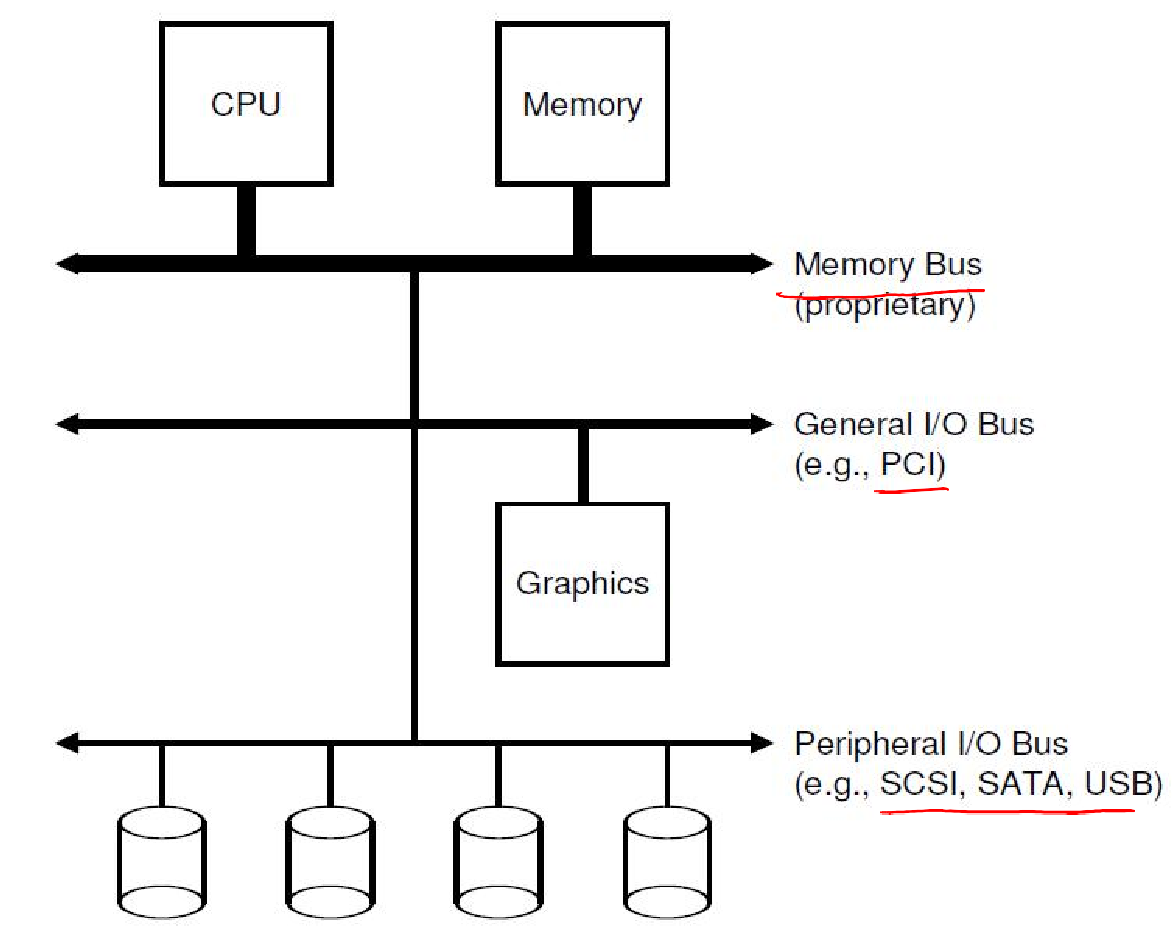 CPU
Memory
Memory Bus
(proprietary)
General I/O Bus
(e.g., PCI)
Graphics
Peripheral I/O Bus
(e.g., SCSI, SATA, USB)